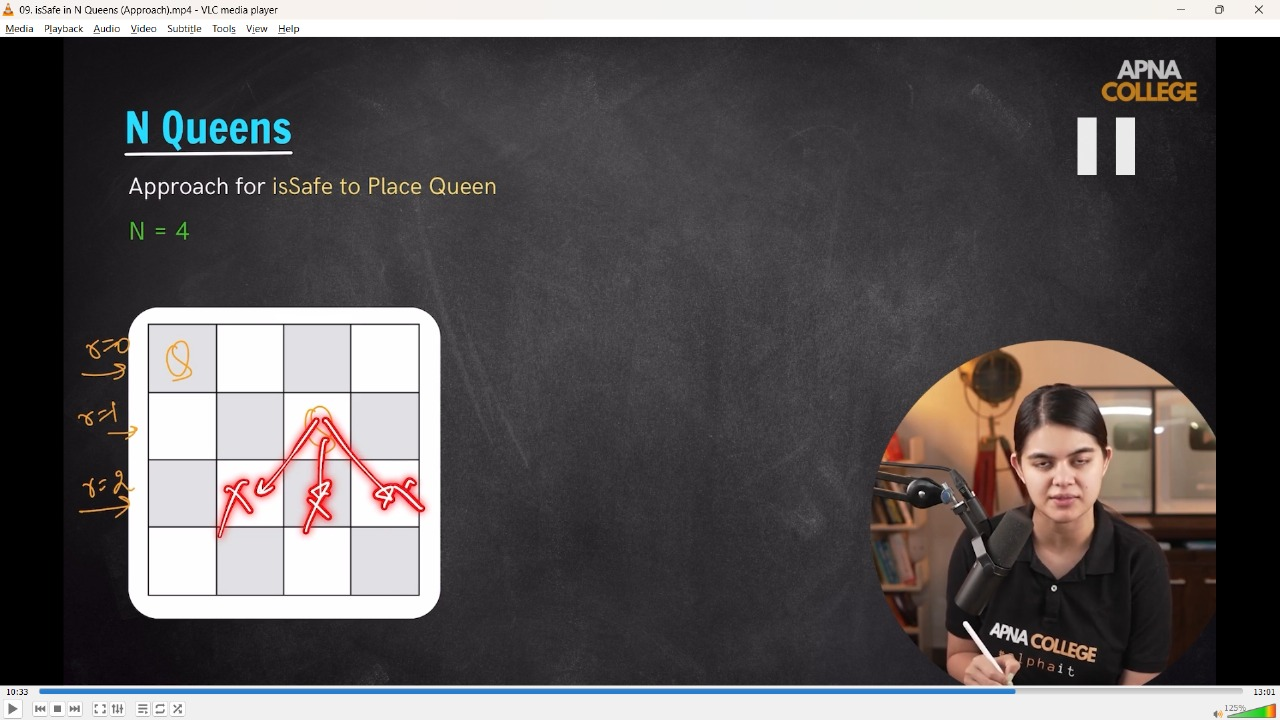 09. isSafe in N Queens (Approach).mp4 - VLC media player
Media Playback Audio Video Subtitle Tools View Help
APNA
COLLEGE
N Queens
Approach for isSafe to Place Queen
N = 4
r=0
Q
r=1
r=2
x x x
APNA COLLEGE
alphait
10:33
13:01
125%